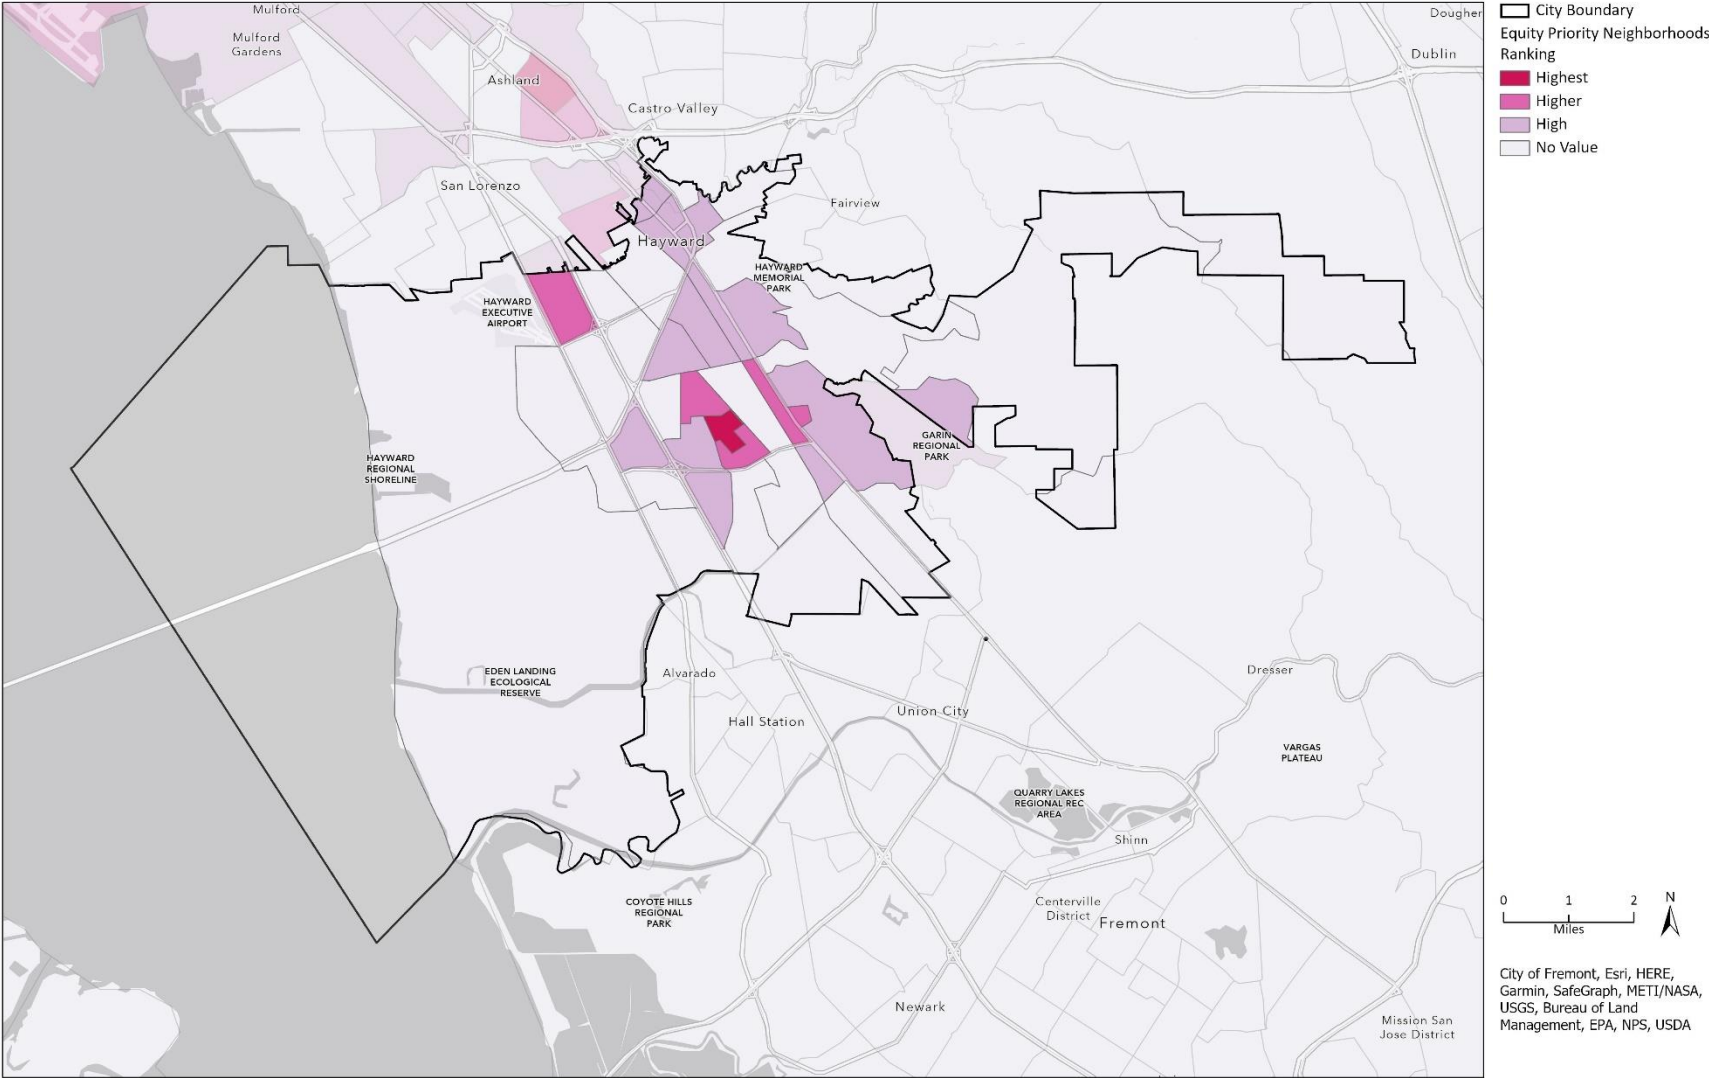 Mulford
Mulford
Gardens
Ashland
Castro Valley
San Lorenzo
Fairview
Dougher
Dublin
Hayward
HAYWARD
MEMORIAL
PARK
HAYWARD
EXECUTIVE
AIRPORT
HAYWARD
REGIONAL
SHORELINE
GARIN
REGIONAL
PARK
EDEN LANDING
ECOLOGICAL
RESERVE
Alvarado
Hall Station
Union City
Dresser
VARGAS
PLATEAU
QUARRY LAKES
REGIONAL REC
AREA
Shinn
COYOTE HILLS
REGIONAL
PARK
Centerville
District
Fremont
Newark
Mission San
Jose District
City Boundary
Equity Priority Neighborhoods
Ranking
Highest
Higher
High
No Value
0 1 2
Miles
N
City of Fremont, Esri, HERE,
Garmin, SafeGraph, METI/NASA,
USGS, Bureau of Land
Management, EPA, NPS, USDA